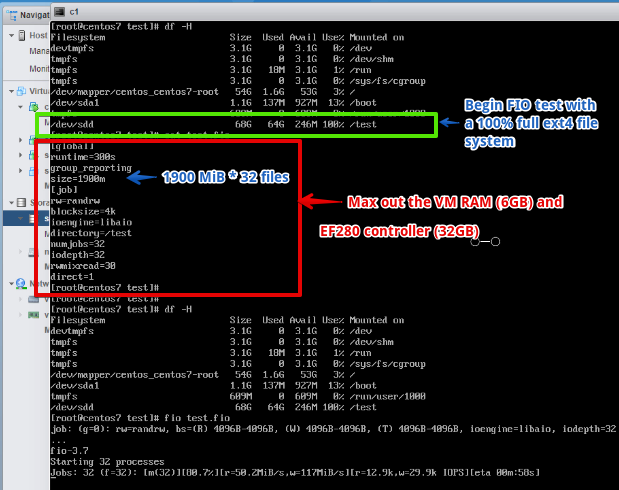 Navigat
c1
Host
Mana
Monit
Virtu
c
M
s
s
Stora
s
M
n
Netw
[root@centos7 test]# df -H
Filesystem Size Used Avail Use% Mounted on
devtmpfs 3.1G 0 3.1G 0% /dev
tmpfs 3.1G 0 3.1G 0% /dev/shm
tmpfs 3.1G 18M 3.1G 1% /run
tmpfs 3.1G 0 3.1G 0% /sys/fs/cgroup
/dev/mapper/centos_centos7-root 54G 1.6G 53G 3% /
/dev/sda1 1.1G 137M 927M 13% /boot
/dev/sdd 68G 64G 246M 100% /test
Begin FIO test with
a 100% full ext4 file
system
[global]
runtime=300s
group_reporting
size=1900m
1900 MiB * 32 files
[job]
rw=randrw
blocksize=4k
ioengine=libaio
directory=/test
numjobs=32
iodepth=32
rwmixread=30
direct=1
Max out the VM RAM (6GB) and
EF280 controller (32GB)
[root@centos7 test]#
[root@centos7 test]# df -H
Filesystem Size Used Avail Use% Mounted on
devtmpfs 3.1G 0 3.1G 0% /dev
tmpfs 3.1G 0 3.1G 0% /dev/shm
tmpfs 3.1G 18M 3.1G 1% /run
tmpfs 3.1G 0 3.1G 0% /sys/fs/cgroup
/dev/mapper/centos_centos7-root 54G 1.6G 53G 3% /
/dev/sda1 1.1G 137M 927M 13% /boot
tmpfs 609M 0 609M 0% /run/user/1000
/dev/sdd 68G 64G 246M 100% /test
[root@centos7 test]# fio test.fio
job: (g=0): rw=randrw, bs=(R) 4096B-4096B, (W) 4096B-4096B, (T) 4096B-4096B, ioengine=libaio, iodepth=32
...
fio-3.7
Starting 32 processes
Jobs: 32 (f=32): [m(32)][80.7%][r=50.2MiB/s,w=117MiB/s][r=12.9k,w=29.9k IOPS][eta 00m:58s]